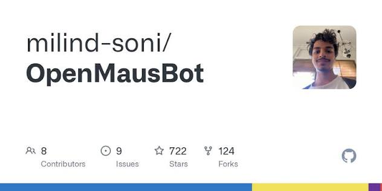 milind-soni/
OpenMausBot
8
Contributors
9
Issues
722
Stars
124
Forks